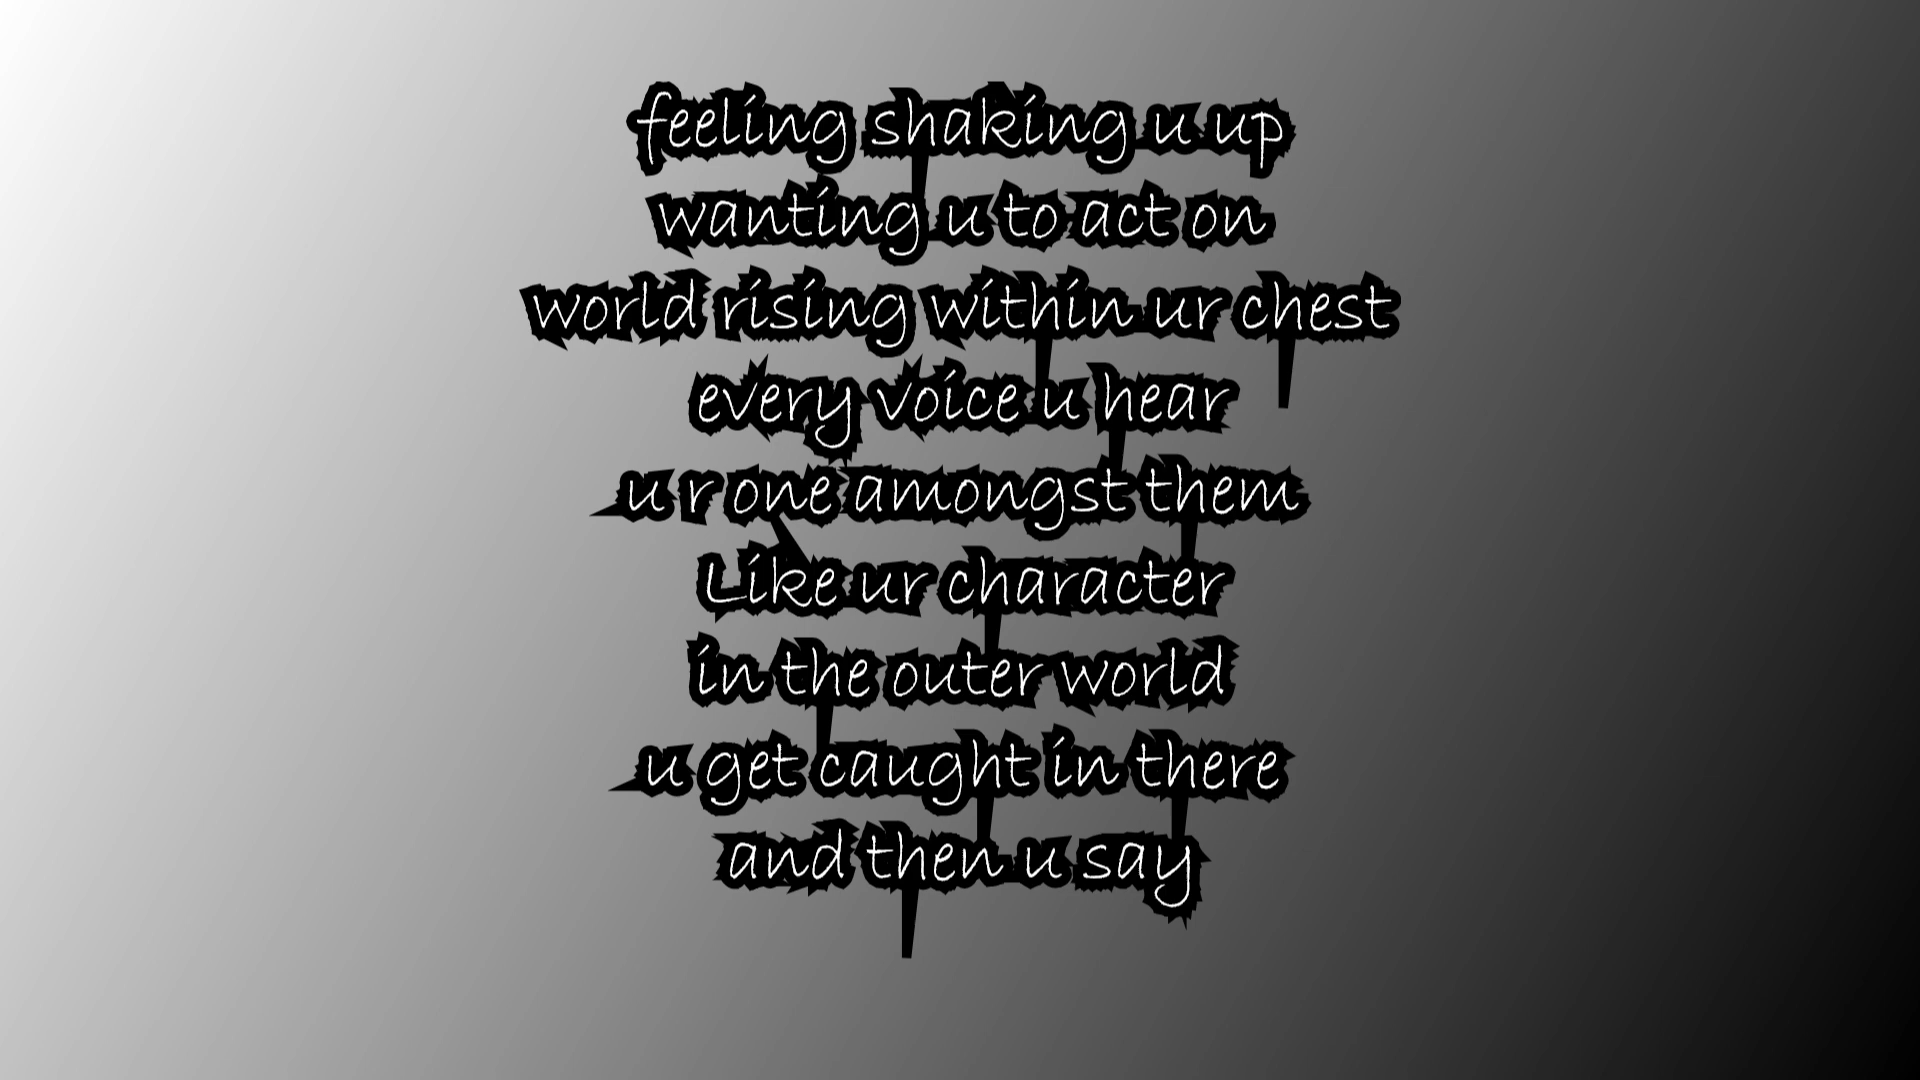 feeling shaking u up
wanting u to act on
world rising within ur chest
every voice u hear
u r one amongst them
Like ur character
in the outer world
u get caught in there
and then u say